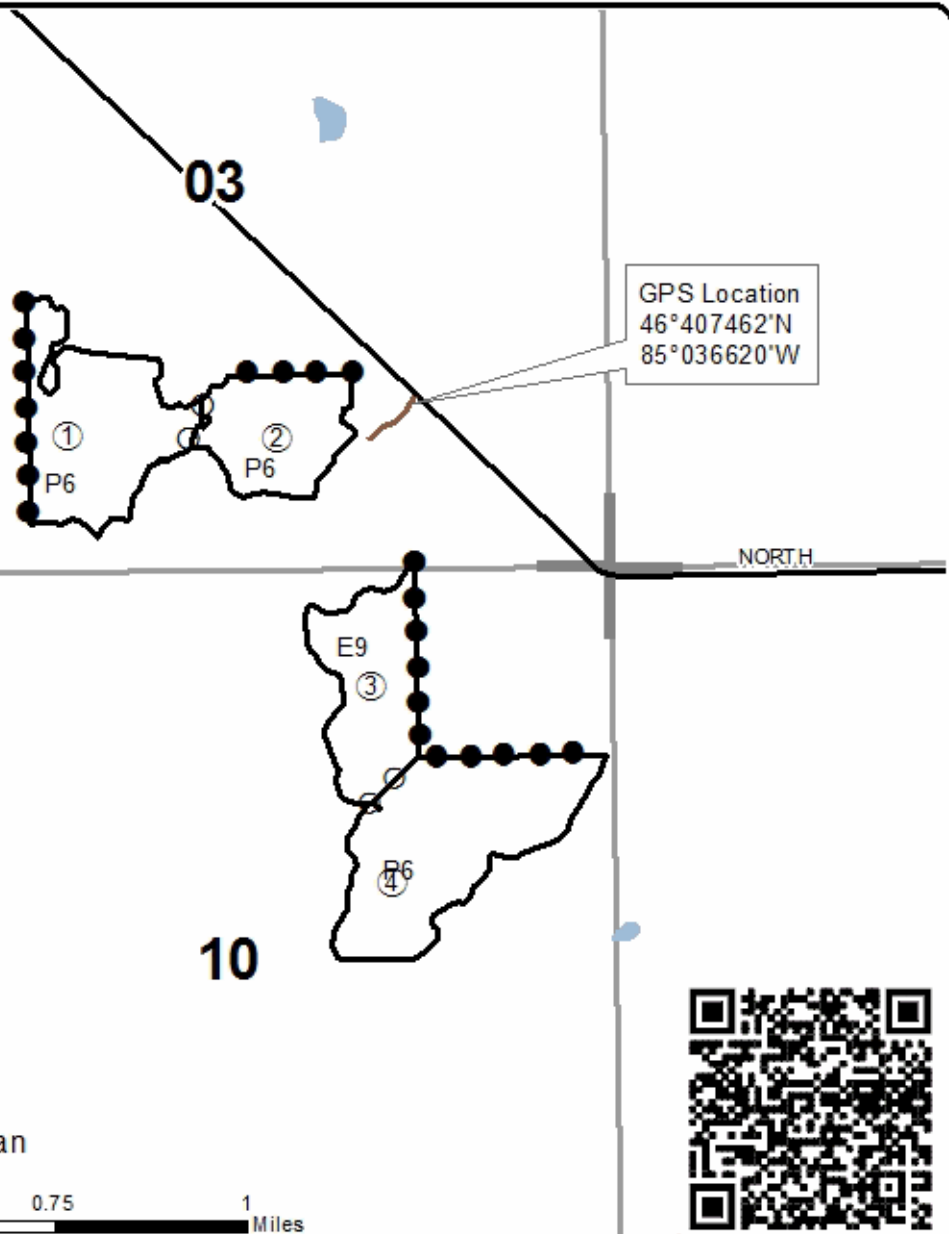 03
GPS Location
46°407462'N
85°036620'W
①
②
P6
P6
NORTH
E9
③
P6
④
10
an
0.75
1
Miles